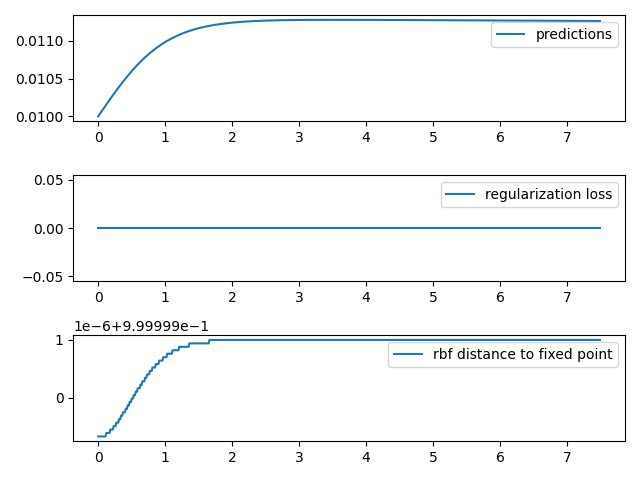 0.0110
0.0105
0.0100
predictions
0 1 2 3 4 5 6 7
0.05
0.00
−0.05
regularization loss
0 1 2 3 4 5 6 7
1e−6+9.99999e−1
1
0
rbf distance to fixed point
0 1 2 3 4 5 6 7